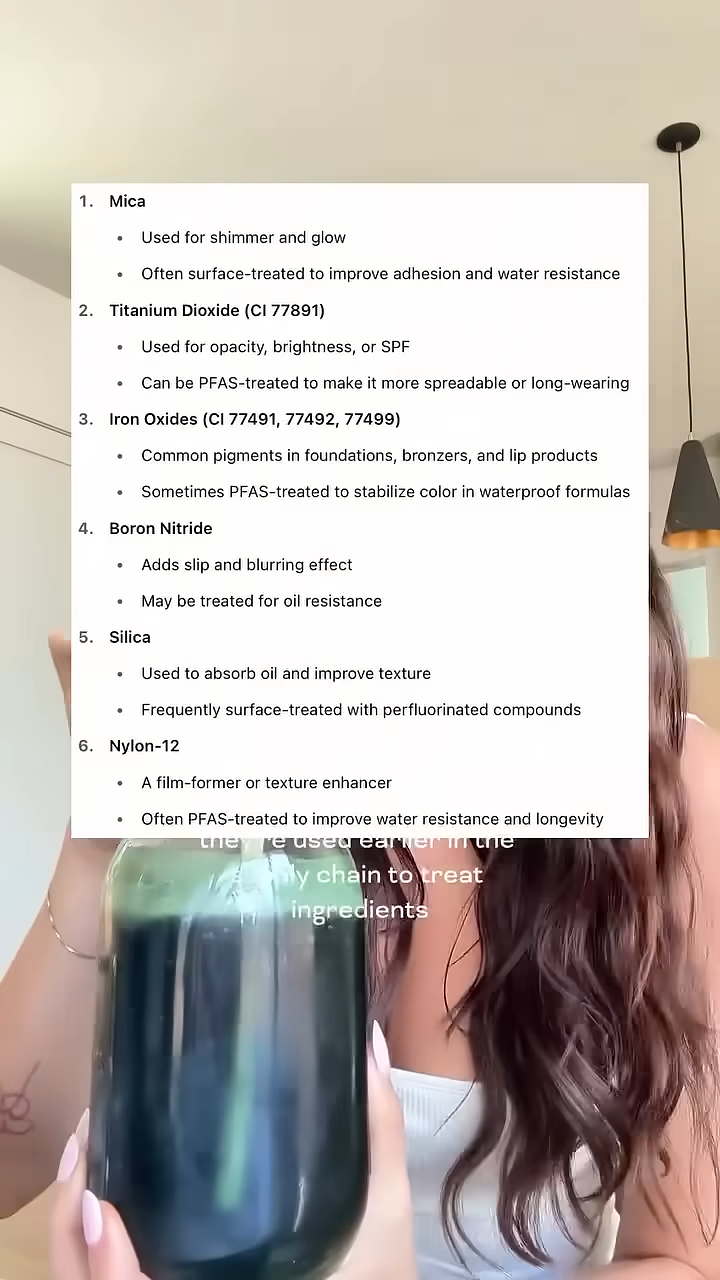 1. Mica
• Used for shimmer and glow
• Often surface-treated to improve adhesion and water resistance
2. Titanium Dioxide (CI 77891)
• Used for opacity, brightness, or SPF
• Can be PFAS-treated to make it more spreadable or long-wearing
3. Iron Oxides (CI 77491, 77492, 77499)
• Common pigments in foundations, bronzers, and lip products
• Sometimes PFAS-treated to stabilize color in waterproof formulas
4. Boron Nitride
• Adds slip and blurring effect
• May be treated for oil resistance
5. Silica
• Used to absorb oil and improve texture
• Frequently surface-treated with perfluorinated compounds
6. Nylon-12
• A film-former or texture enhancer
• Often PFAS-treated to improve water resistance and longevity
they're used earlier in the
supply chain to treat
ingredients